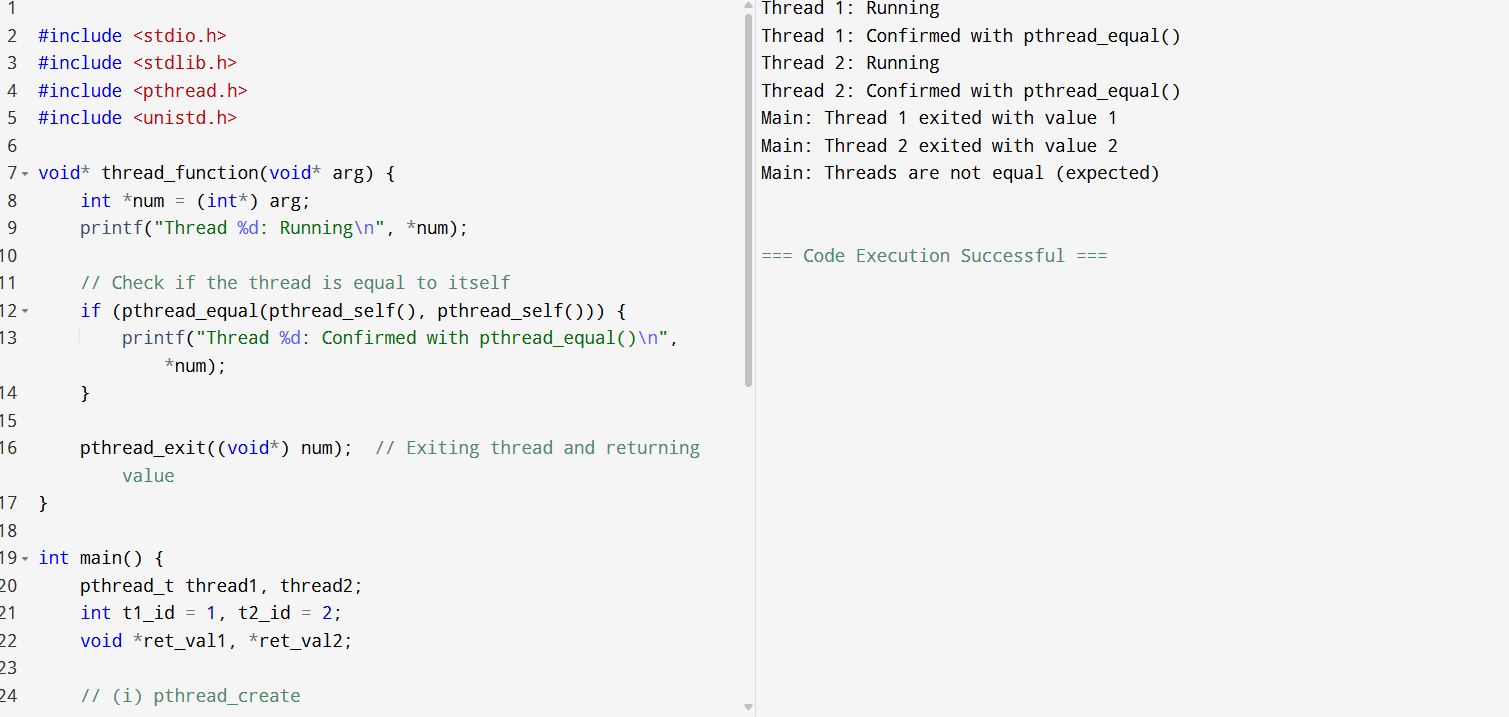 1
2 #include <stdio.h>
3 #include <stdlib.h>
4 #include <pthread.h>
5 #include <unistd.h>
6
7 void* thread_function(void* arg) {
8 int *num = (int*) arg;
9 printf("Thread %d: Running\n", *num);
10
11 // Check if the thread is equal to itself
12 if (pthread_equal(pthread_self(), pthread_self())) {
13 printf("Thread %d: Confirmed with pthread_equal()\n",
*num);
14 }
15
16 pthread_exit((void*) num);  // Exiting thread and returning
value
17 }
18
19 int main() {
20 pthread_t thread1, thread2;
21 int t1_id = 1, t2_id = 2;
22 void *ret_val1, *ret_val2;
23
24 // (i) pthread_create
Thread 1: Running
Thread 1: Confirmed with pthread_equal()
Thread 2: Running
Thread 2: Confirmed with pthread_equal()
Main: Thread 1 exited with value 1
Main: Thread 2 exited with value 2
Main: Threads are not equal (expected)
=== Code Execution Successful ===